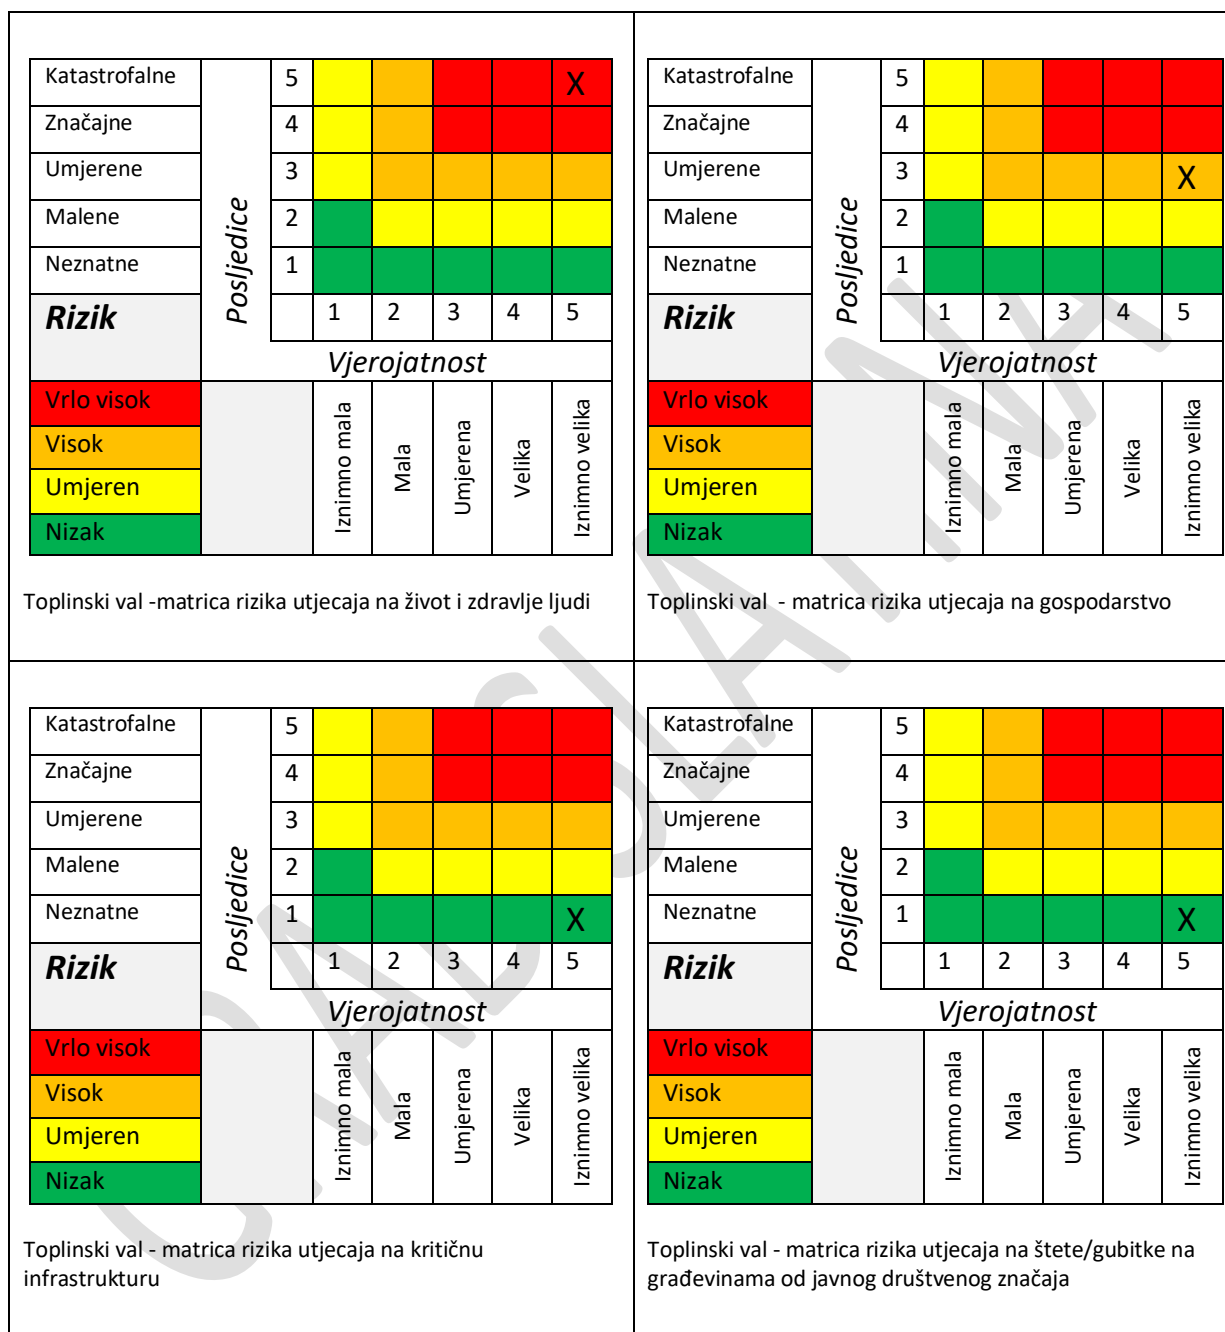 Katastrofalne 5 X
Značajne 4
Umjerene 3
Malene 2
Neznatne 1
Posljedice
Rizik 1 2 3 4 5
Vjerojatnost
Vrlo visok
Visok
Umjeren
Nizak
Iznimno mala
Mala
Umjerena
Velika
Iznimno velika
Toplinski val -matrica rizika utjecaja na život i zdravlje ljudi
Katastrofalne 5
Značajne 4
Umjerene 3 X
Malene 2
Neznatne 1
Posljedice
Rizik 1 2 3 4 5
Vjerojatnost
Vrlo visok
Visok
Umjeren
Nizak
Iznimno mala
Mala
Umjerena
Velika
Iznimno velika
Toplinski val - matrica rizika utjecaja na gospodarstvo
Katastrofalne 5
Značajne 4
Umjerene 3
Malene 2
Neznatne 1 X
Posljedice
Rizik 1 2 3 4 5
Vjerojatnost
Vrlo visok
Visok
Umjeren
Nizak
Iznimno mala
Mala
Umjerena
Velika
Iznimno velika
Toplinski val - matrica rizika utjecaja na kritičnu
infrastrukturu
Katastrofalne 5
Značajne 4
Umjerene 3
Malene 2
Neznatne 1 X
Posljedice
Rizik 1 2 3 4 5
Vjerojatnost
Vrlo visok
Visok
Umjeren
Nizak
Iznimno mala
Mala
Umjerena
Velika
Iznimno velika
Toplinski val - matrica rizika utjecaja na štete/gubitke na
građevinama od javnog društvenog značaja